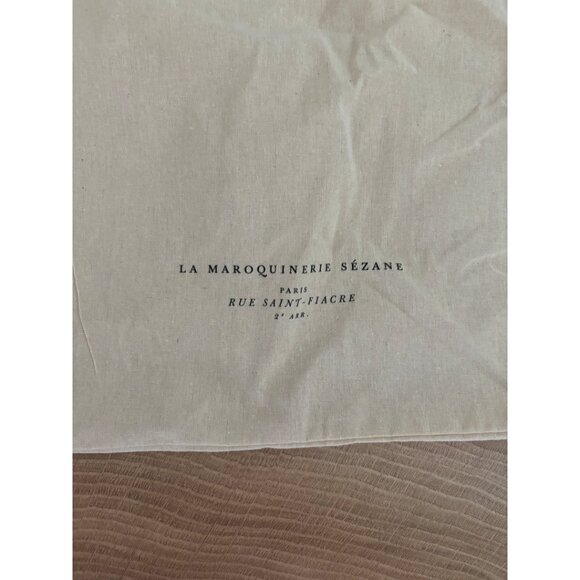 LA MAROQUINERIE SÉZANE
PARIS
RUE SAINT-FIACRE
2e ARR.